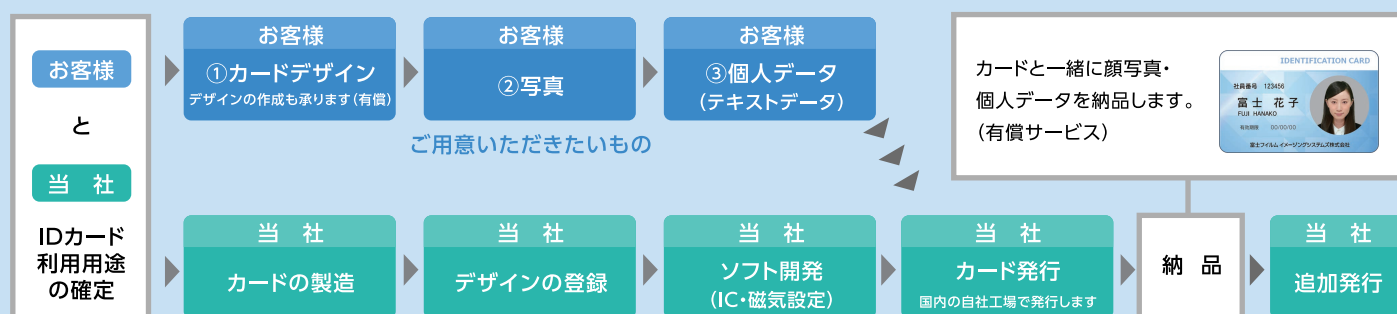 お客様
と
当 社
IDカード
利用用途
の確定
お客様
①カードデザイン
デザインの作成も承ります(有償)
お客様
②写真
お客様
③個人データ
(テキストデータ)
ご用意いただきたいもの
カードと一緒に顔写真・
個人データを納品します。
(有償サービス)
IDENTIFICATION CARD
社員番号 123456
富士 花子
FUJI HANAKO
有効期限 00/00/00
富士フイルム イメージングシステムズ株式会社
当 社
カードの製造
当 社
デザインの登録
当 社
ソフト開発
(IC・磁気設定)
当 社
カード発行
国内の自社工場で発行します
納 品
当 社
追加発行